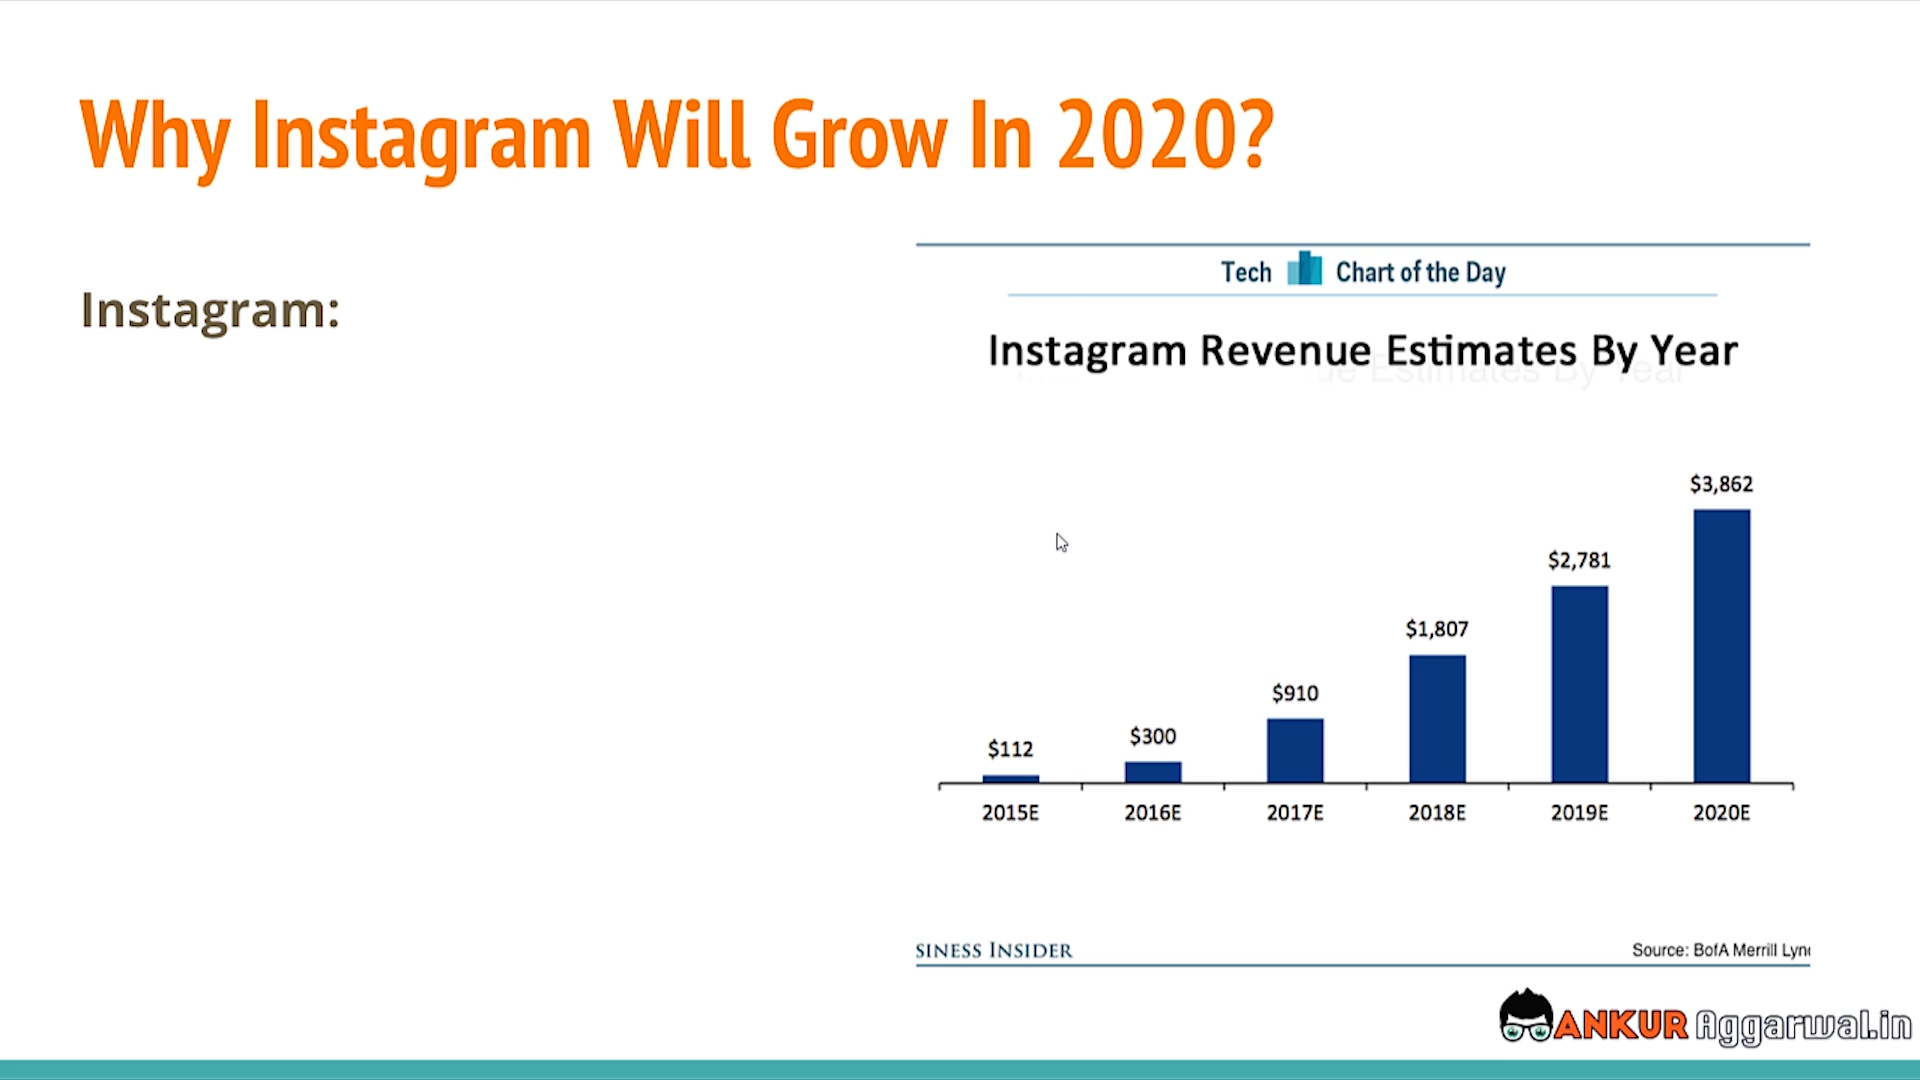 Why Instagram Will Grow In 2020?
Instagram:
Tech Chart of the Day
Instagram Revenue Estimates By Year
$3,862
$2,781
$1,807
$910
$300
$112
2015E 2016E 2017E 2018E 2019E 2020E
SINESS INSIDER
Source: BofA Merrill Lync
ANKUR Aggarwal.in